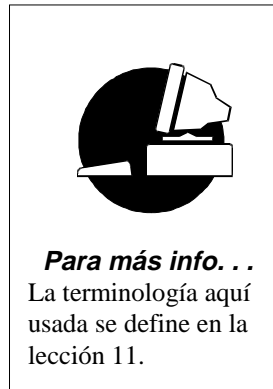 Para más info. . .
La terminología aquí
usada se define en la
lección 11.